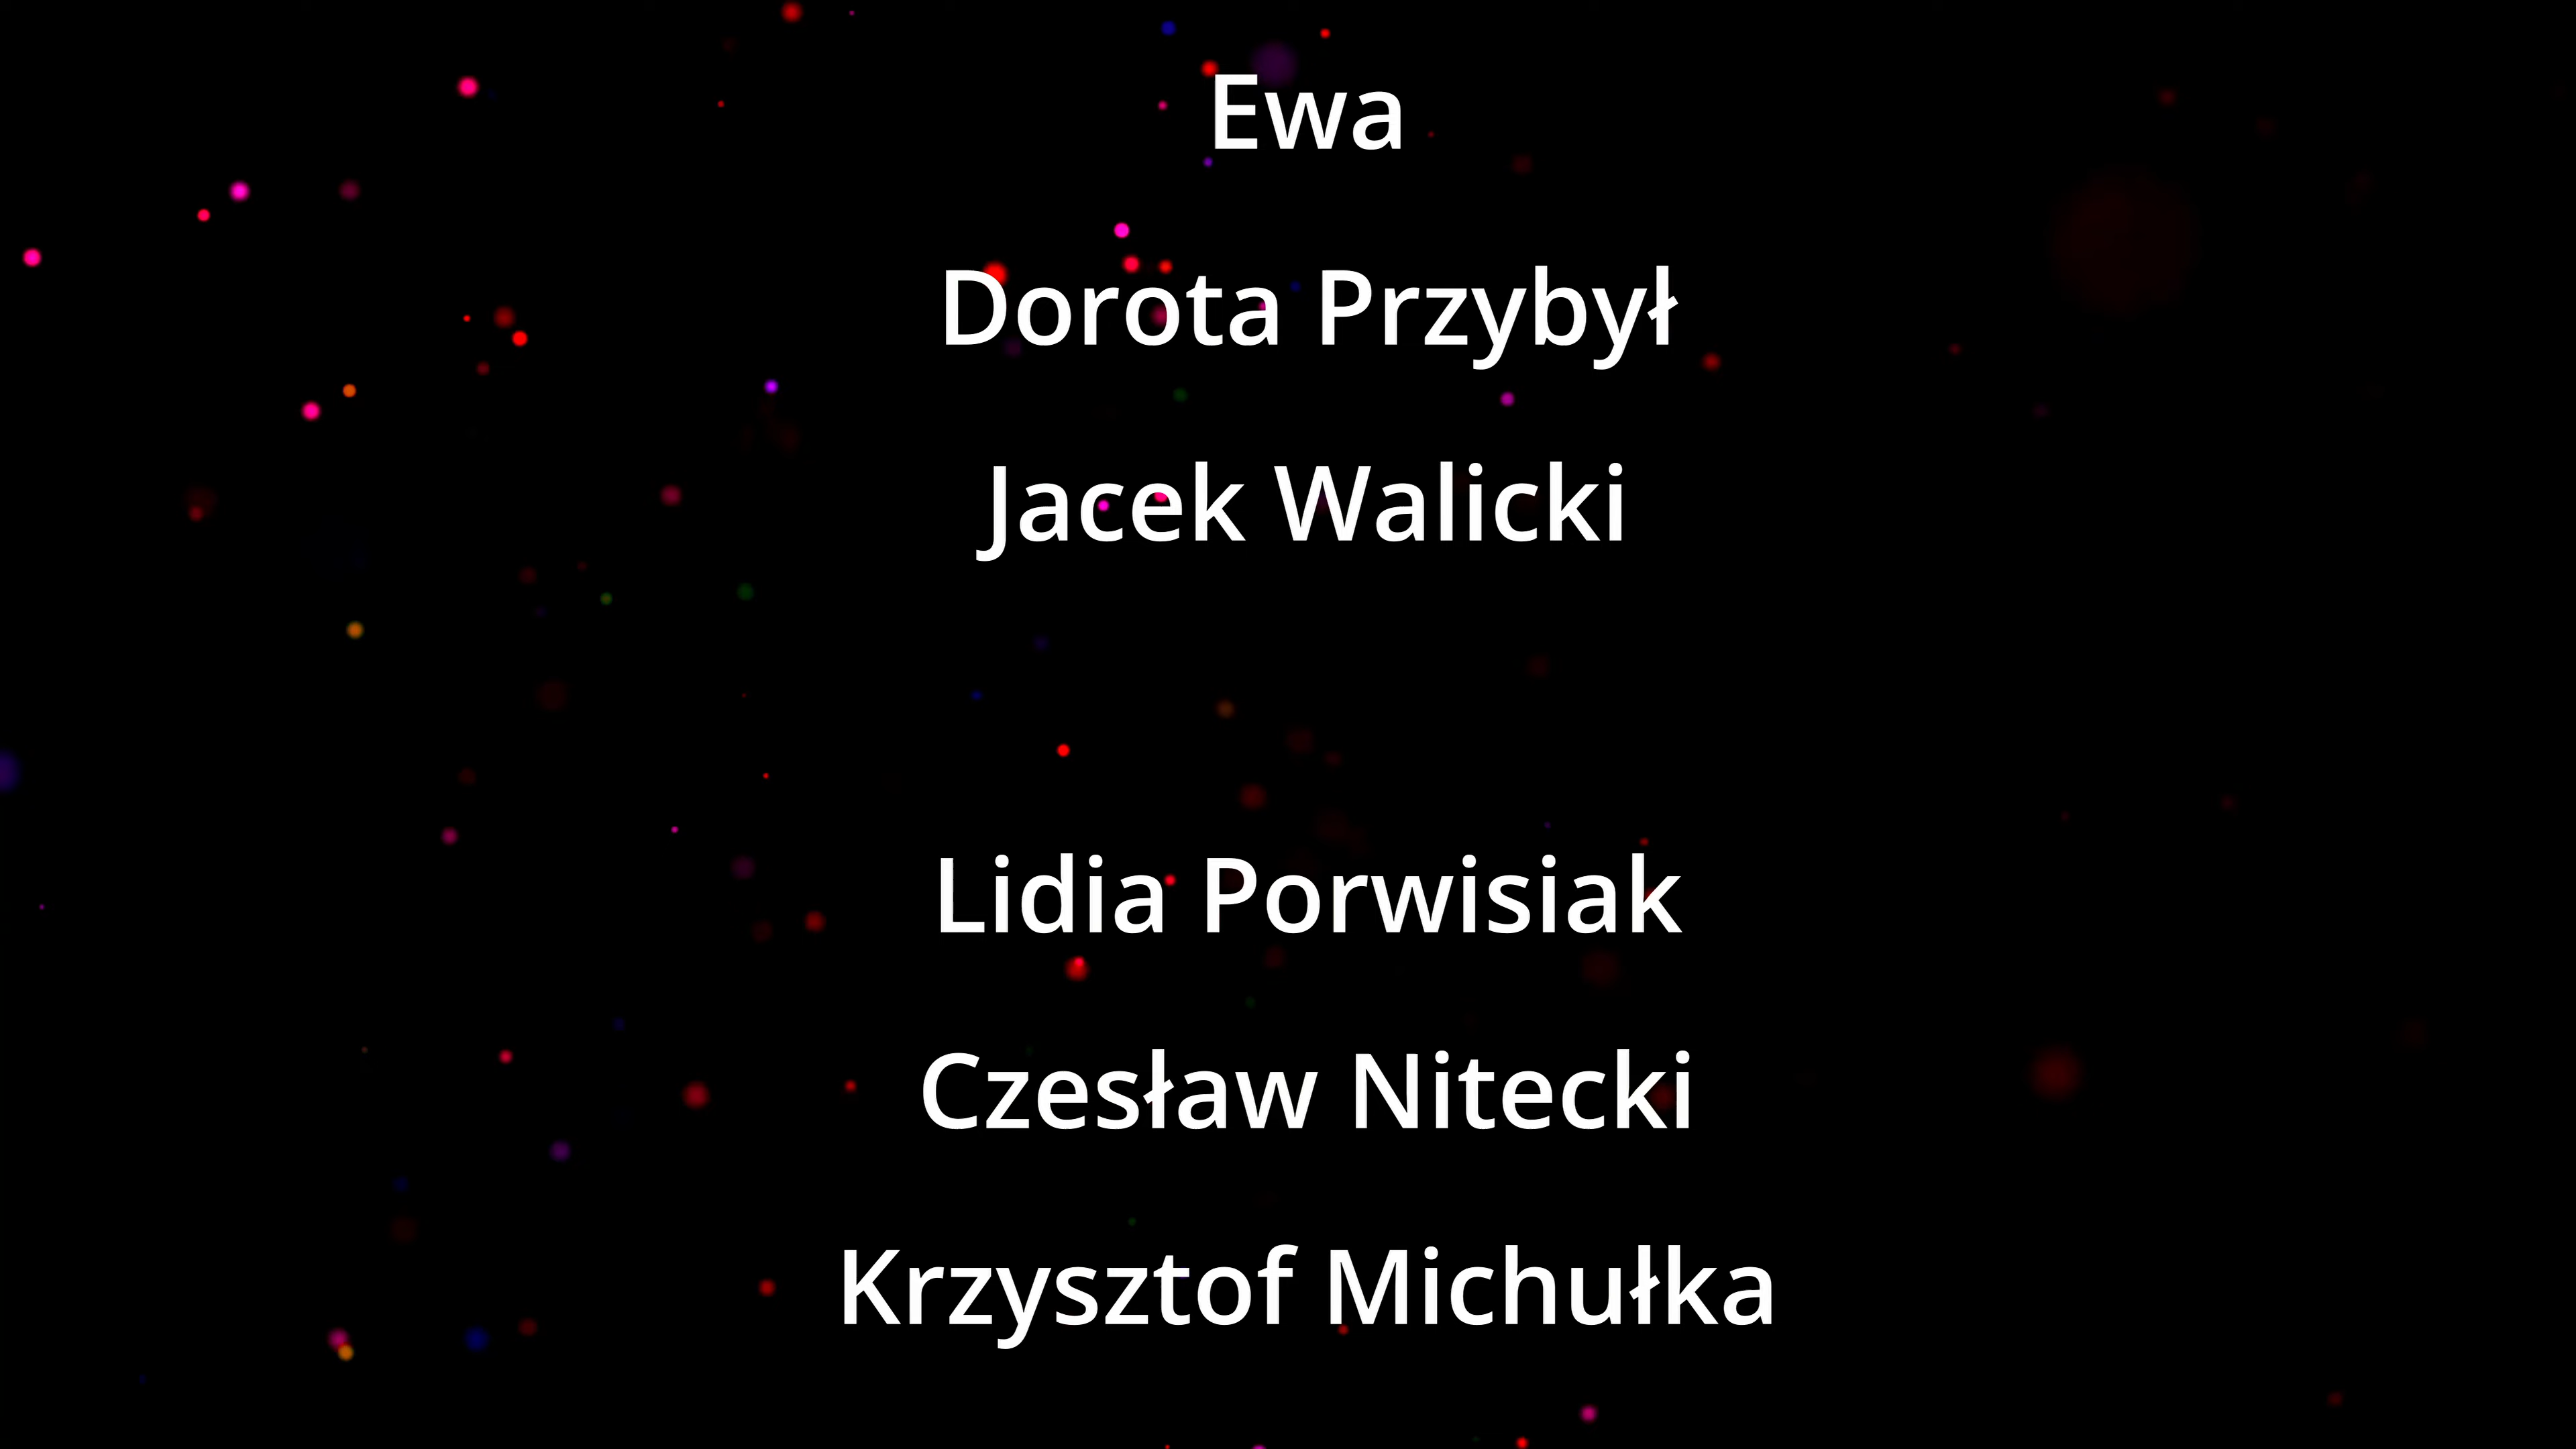 Ewa
Dorota Przybył
Jacek Walicki
Lidia Porwisiak
Czesław Nitecki
Krzysztof Michułka